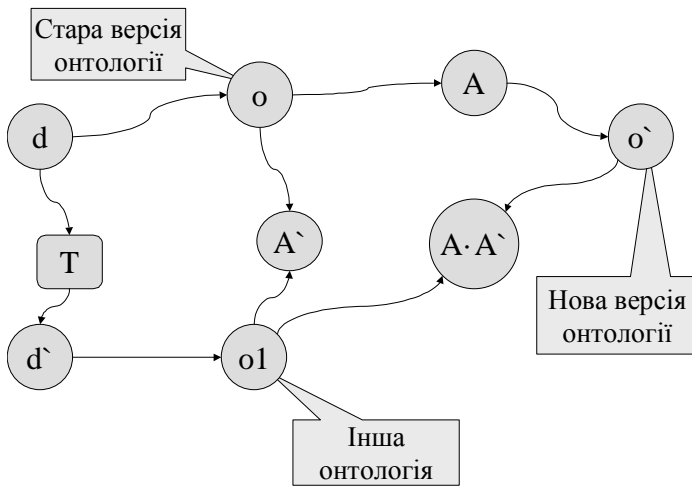 Стара версія
онтології
o
A
d
o`
T
A`
A· A`
Нова версія
онтології
d`
o1
Інша
онтологія